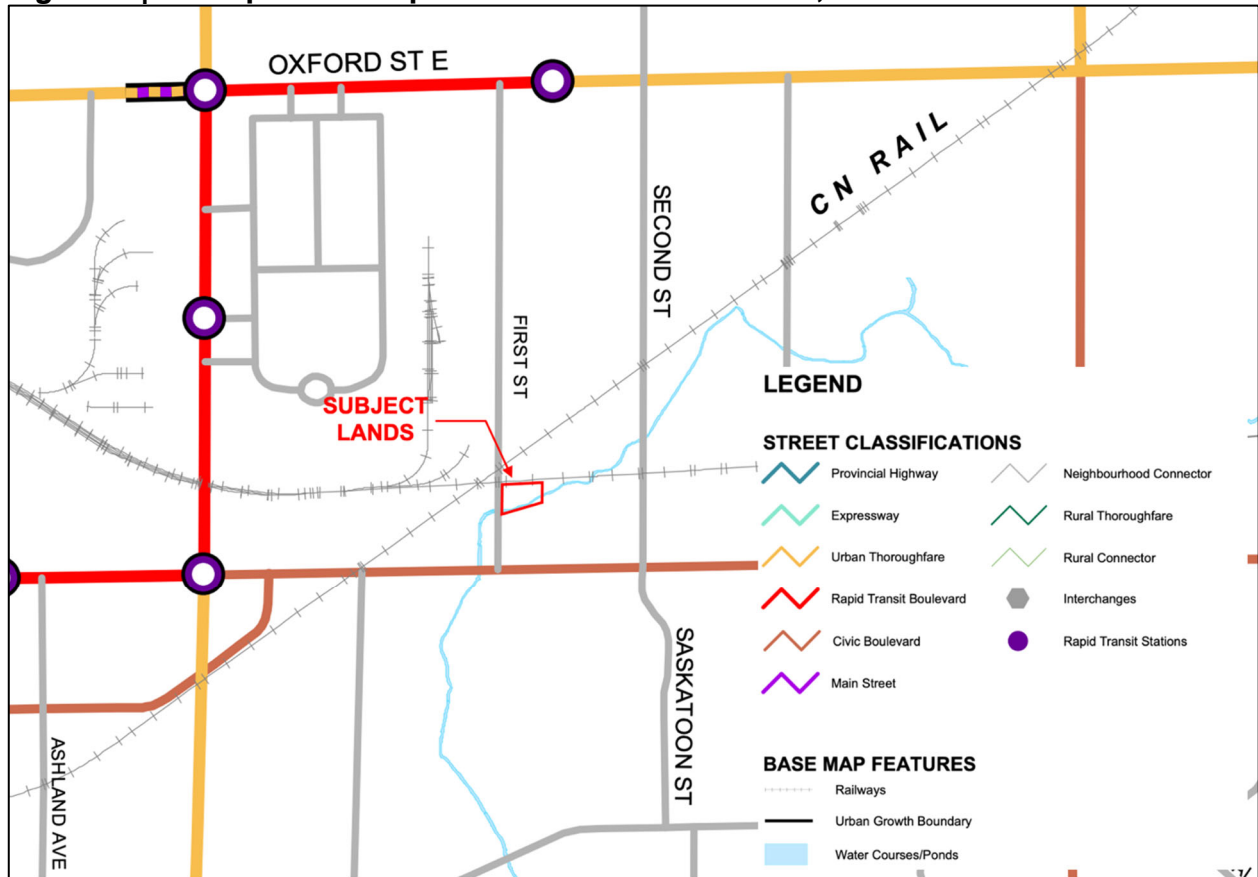 OXFORD ST E
CN RAIL
SECOND ST
FIRST ST
SUBJECT
LANDS
SASKATOON ST
ASHLAND AVE
LEGEND
STREET CLASSIFICATIONS
Provincial Highway
Expressway
Urban Thoroughfare
Rapid Transit Boulevard
Civic Boulevard
Main Street
Neighbourhood Connector
Rural Thoroughfare
Rural Connector
Interchanges
Rapid Transit Stations
BASE MAP FEATURES
Railways
Urban Growth Boundary
Water Courses/Ponds